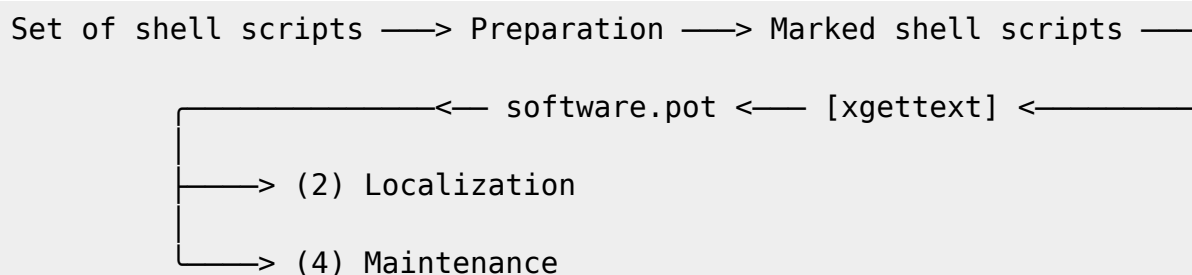 Set of shell scripts ───> Preparation ───> Marked shell scripts ───
╭───────────────<── software.pot <─── [xgettext] <─────────
├────> (2) Localization
╰────> (4) Maintenance